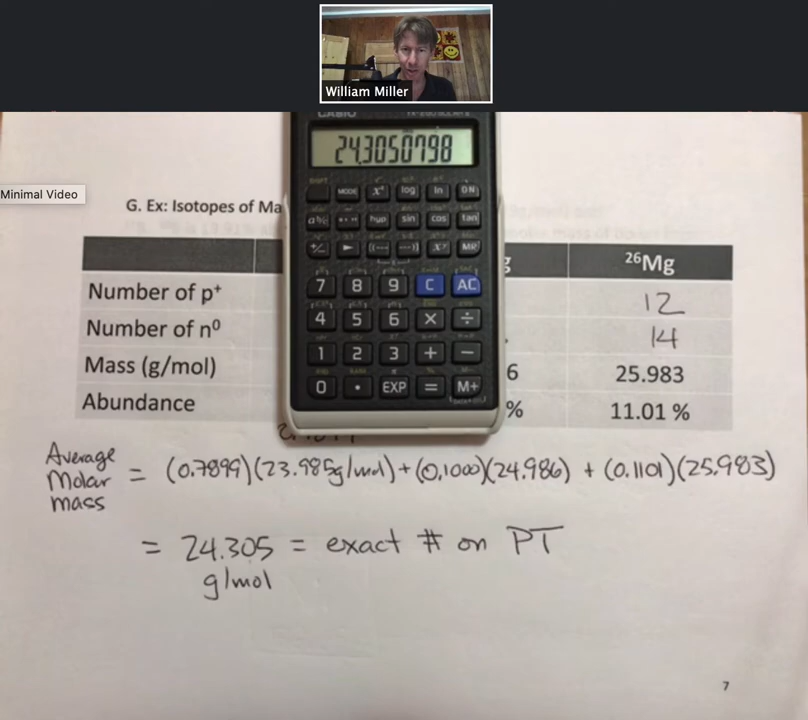 William Miller
CASIO
24.3050798
Minimal Video
G. Ex: Isotopes of Ma
MODE log ln ON
hyp sin cos tan
MR
7 8 9 C AC
4 5 6 × ÷
1 2 3 + −
0 • EXP = M+
g 26Mg
Number of p+ 12
Number of n0 14
Mass (g/mol) 6 25.983
Abundance % 11.01 %
Average
Molar
mass
= (0.7899)(23.985g/mol) + (0.1000)(24.986) + (0.1101)(25.983)
= 24.305 = exact # on PT
g/mol
7